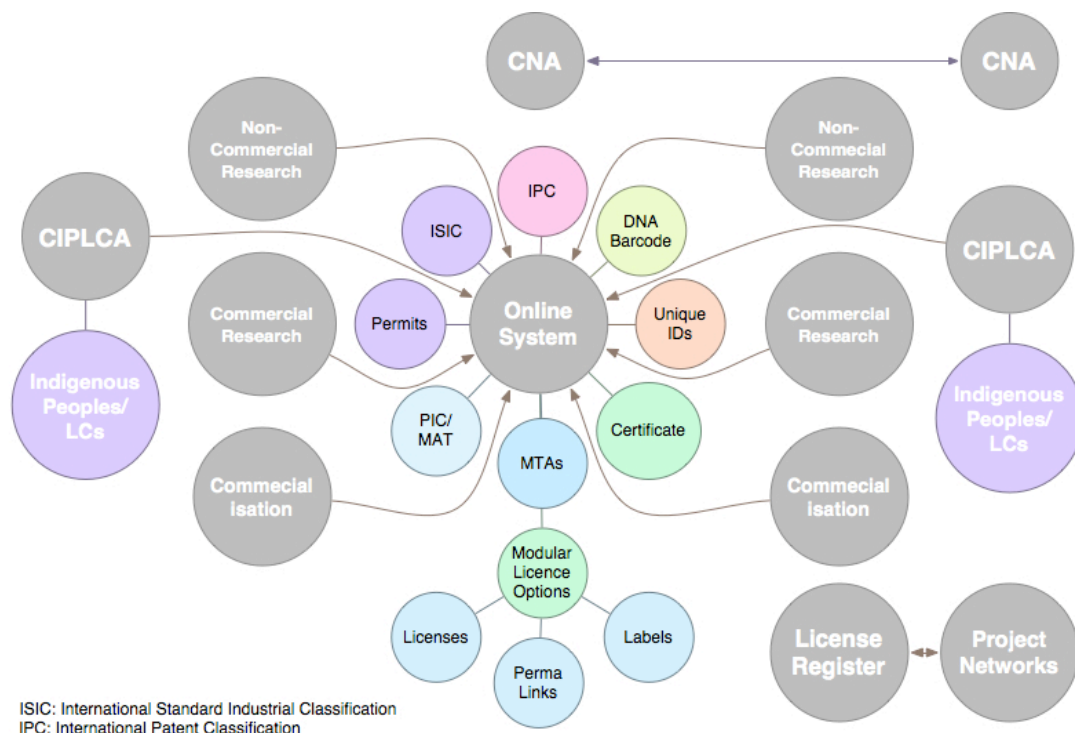 CNA
CNA
Non-
Commercial
Research
Non-
Commecial
Research
IPC
ISIC
DNA
Barcode
CIPLCA
CIPLCA
Commercial
Research
Permits
Online
System
Unique
IDs
Commercial
Research
Indigenous
Peoples/
LCs
PIC/
MAT
MTAs
Certificate
Indigenous
Peoples/
LCs
Commecial
isation
Commecial
isation
Modular
Licence
Options
Licenses
Perma
Links
Labels
License
Register
Project
Networks
ISIC: International Standard Industrial Classification
IPC: International Patent Classification